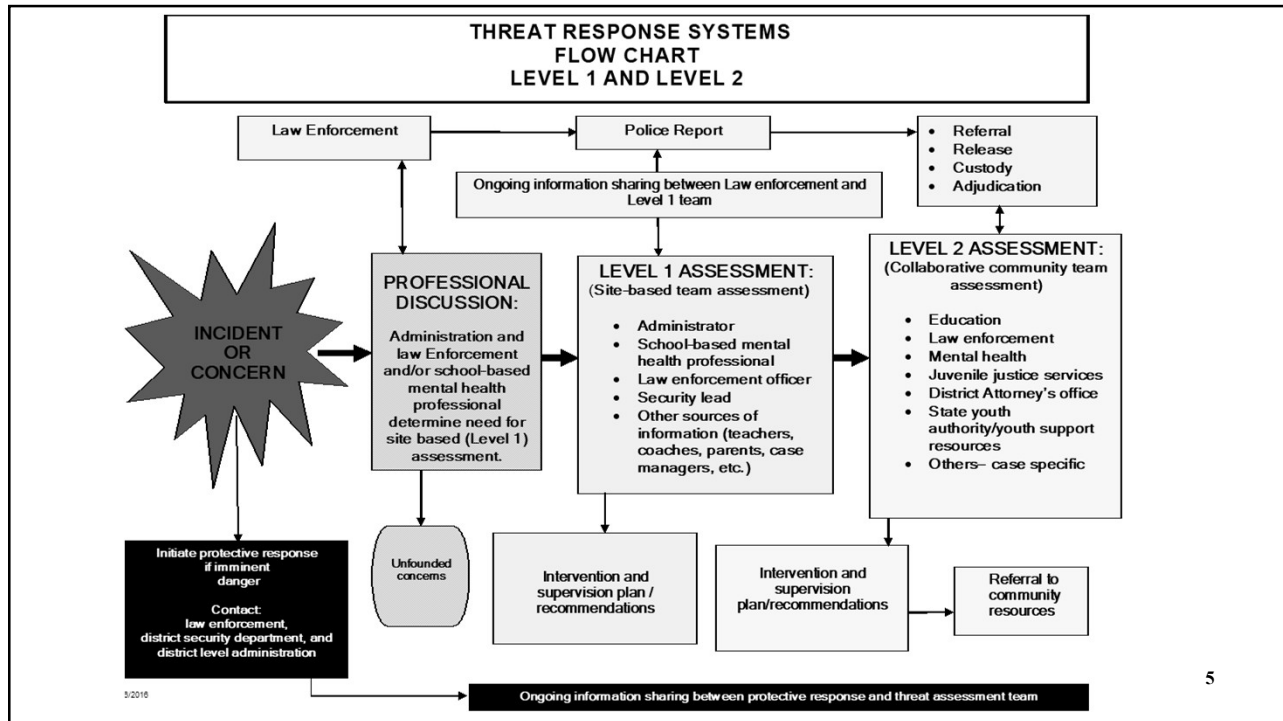 THREAT RESPONSE SYSTEMS
FLOW CHART
LEVEL 1 AND LEVEL 2
Law Enforcement
Police Report
• Referral
• Release
• Custody
• Adjudication
Ongoing information sharing between Law enforcement and
Level 1 team
INCIDENT
OR
CONCERN
PROFESSIONAL
DISCUSSION:
Administration and
law Enforcement
and/or school-based
mental health
professional
determine need for
site based (Level 1)
assessment.
LEVEL 1 ASSESSMENT:
(Site-based team assessment)
• Administrator
• School-based mental
health professional
• Law enforcement officer
• Security lead
• Other sources of
information (teachers,
coaches, parents, case
managers, etc.)
LEVEL 2 ASSESSMENT:
(Collaborative community team
assessment)
• Education
• Law enforcement
• Mental health
• Juvenile justice services
• District Attorney's office
• State youth
authority/youth support
resources
• Others– case specific
Initiate protective response
if imminent
danger
Contact:
law enforcement,
district security department, and
district level administration
Unfounded
concerns
Intervention and
supervision plan /
recommendations
Intervention and
supervision
plan/recommendations
Referral to
community
resources
5/2016
Ongoing information sharing between protective response and threat assessment team
5